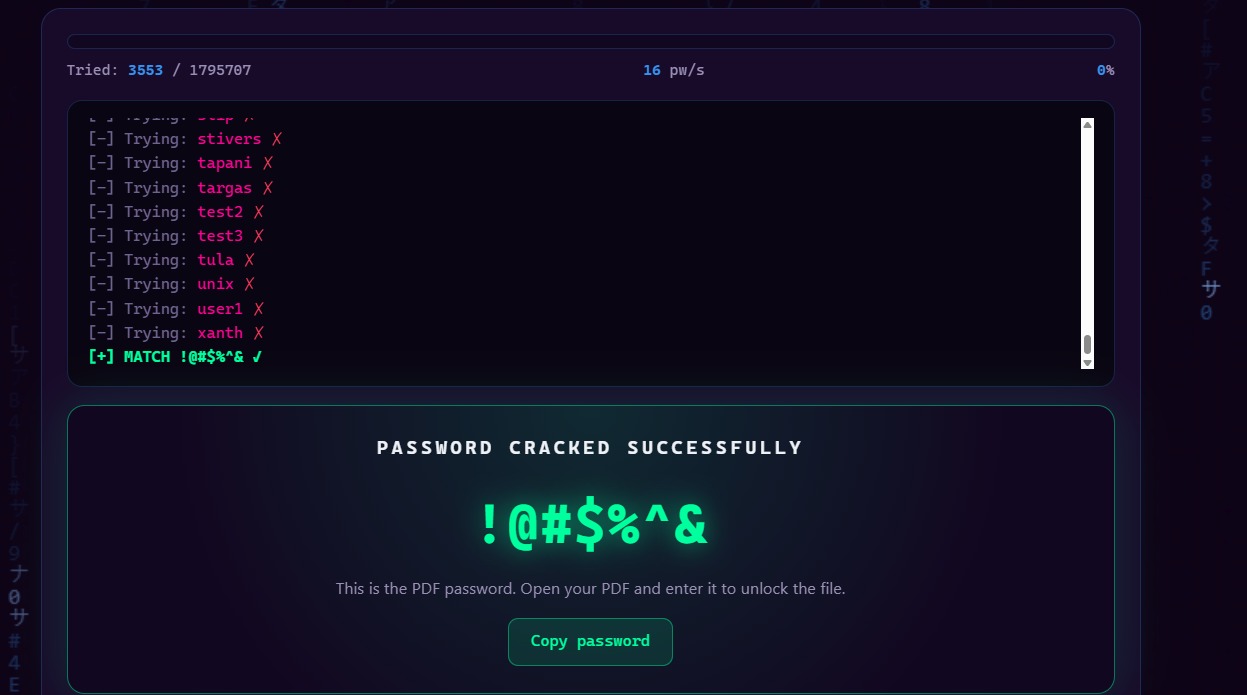 Tried: 3553 / 1795707 16 pw/s 0%
[-] Trying: stip ✗
[-] Trying: stivers ✗
[-] Trying: tapani ✗
[-] Trying: targas ✗
[-] Trying: test2 ✗
[-] Trying: test3 ✗
[-] Trying: tula ✗
[-] Trying: unix ✗
[-] Trying: user1 ✗
[-] Trying: xanth ✗
[+] MATCH !@#$%^& ✓
PASSWORD CRACKED SUCCESSFULLY
!@#$%^&
This is the PDF password. Open your PDF and enter it to unlock the file.
Copy password